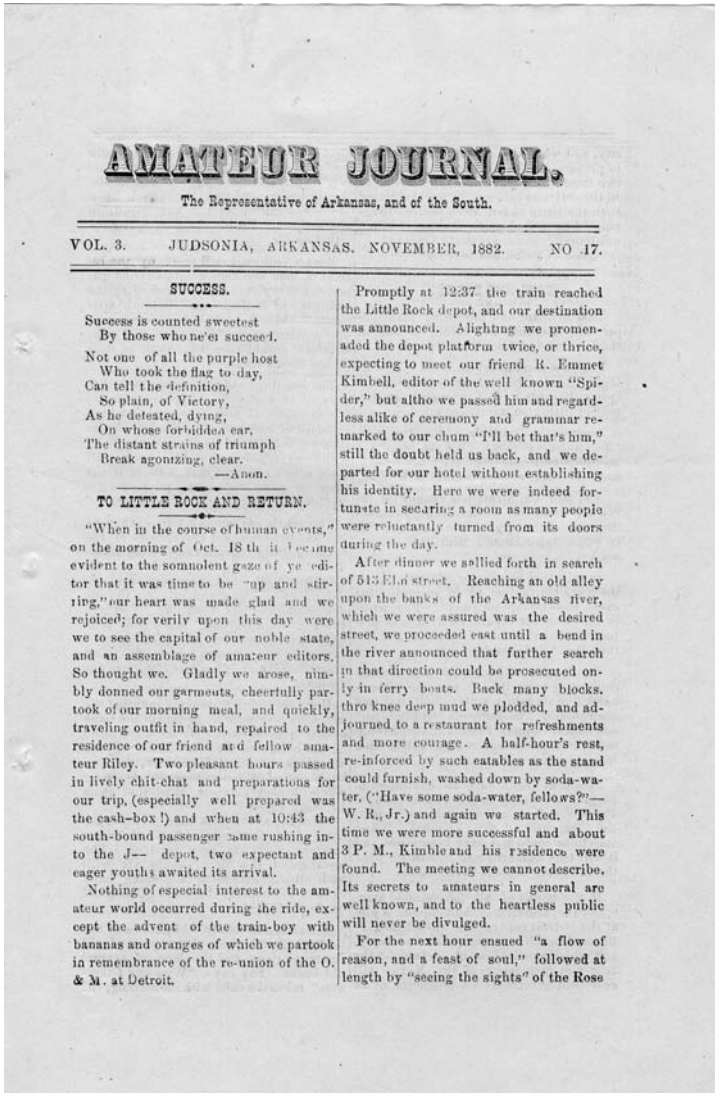 AMATEUR JOURNAL.
The Representative of Arkansas, and of the South.
VOL. 3. JUDSONIA, ARKANSAS. NOVEMBER, 1882. NO .17.
SUCCESS.
Success is counted sweetest
By those who ne'er succeed.
Not one of all the purple host
Who took the flag to day,
Can tell the definition,
So plain, of Victory,
As he defeated, dying,
On whose forbidden ear,
The distant strains of triumph
Break agonizing, clear.
—Anon.
TO LITTLE ROCK AND RETURN.
"When in the course of human events,"
on the morning of Oct. 18 th it became
evident to the somnolent gaze of ye edi-
tor that it was time to be "up and stir-
ring," our heart was made glad and we
rejoiced; for verily upon this day were
we to see the capital of our noble state,
and an assemblage of amateur editors.
So thought we. Gladly we arose, nim-
bly donned our garments, cheerfully par-
took of our morning meal, and quickly,
traveling outfit in hand, repaired to the
residence of our friend and fellow ama-
teur Riley. Two pleasant hours passed
in lively chit-chat and preparations for
our trip, (especially well prepared was
the cash-box!) and when at 10:43 the
south-bound passenger came rushing in-
to the J— depot, two expectant and
eager youths awaited its arrival.
Nothing of especial interest to the am-
ateur world occurred during the ride, ex-
cept the advent of the train-boy with
bananas and oranges of which we partook
in remembrance of the re-union of the O.
& M. at Detroit.
Promptly at 12:37 the train reached
the Little Rock depot, and our destination
was announced. Alighting we promen-
aded the depot platform twice, or thrice,
expecting to meet our friend R. Emmet
Kimbell, editor of the well known "Spi-
der," but altho we passed him and regard-
less alike of ceremony and grammar re-
marked to our chum "I'll bet that's him,"
still the doubt held us back, and we de-
parted for our hotel without establishing
his identity. Here we were indeed for-
tunate in securing a room as many people
were reluctantly turned from its doors
during the day.
After dinner we sallied forth in search
of 513 Elm street. Reaching an old alley
upon the banks of the Arkansas river,
which we were assured was the desired
street, we proceeded east until a bend in
the river announced that further search
in that direction could be prosecuted on-
ly in ferry boats. Back many blocks.
thro knee deep mud we plodded, and ad-
journed to a restaurant for refreshments
and more courage. A half-hour's rest,
re-inforced by such eatables as the stand
could furnish, washed down by soda-wa-
ter, ("Have some soda-water, fellows?"—
W. R., Jr.) and again we started. This
time we were more successful and about
3 P. M., Kimble and his residence were
found. The meeting we cannot describe.
Its secrets to amateurs in general are
well known, and to the heartless public
will never be divulged.
For the next hour ensued "a flow of
reason, and a feast of soul," followed at
length by "seeing the sights" of the Rose